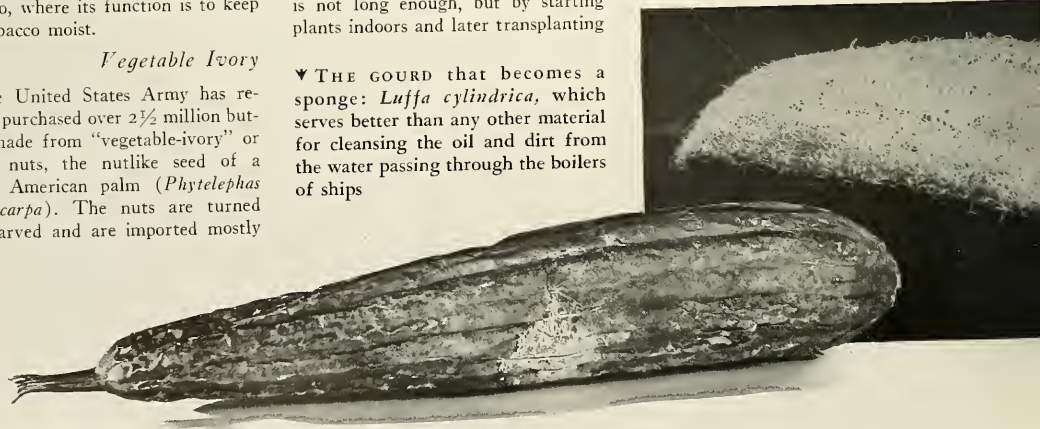 where its function is to keep
moist.
Vegetable Ivory
United States Army has re-
purchased over 2½ million but-
from “vegetable-ivory” or
nuts, the nutlike seed of a
American palm (Phytelephas
). The nuts are turned
and are imported mostly
is not long enough, but by starting
plants indoors and later transplanting
▼ THE GOURD that becomes a
sponge: Luffa cylindrica, which
serves better than any other material
for cleansing the oil and dirt from
the water passing through the boilers
of ships